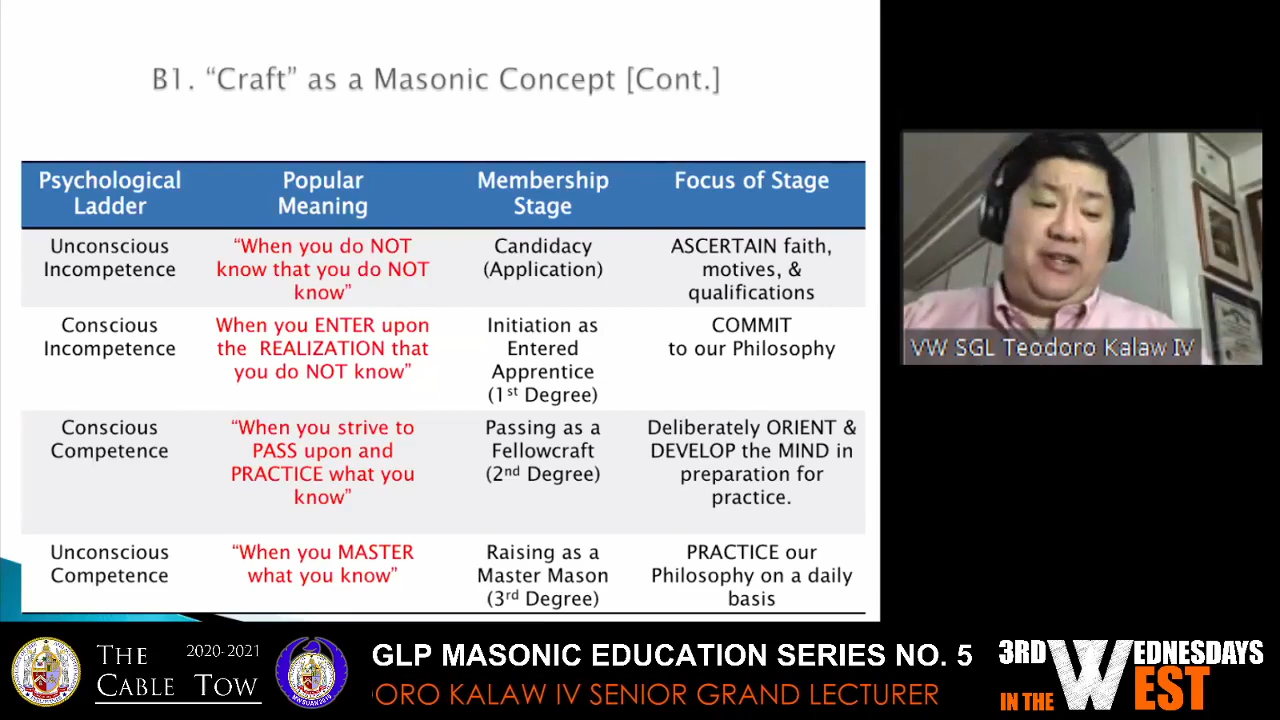 B1. “Craft” as a Masonic Concept [Cont.]
Psychological Ladder
Popular Meaning
Membership Stage
Focus of Stage
Unconscious Incompetence
“When you do NOT know that you do NOT know”
Candidacy (Application)
ASCERTAIN faith, motives, & qualifications
Conscious Incompetence
When you ENTER upon the REALIZATION that you do NOT know”
Initiation as Entered Apprentice (1st Degree)
COMMIT to our Philosophy
Conscious Competence
“When you strive to PASS upon and PRACTICE what you know”
Passing as a Fellowcraft (2nd Degree)
Deliberately ORIENT & DEVELOP the MIND in preparation for practice.
Unconscious Competence
“When you MASTER what you know”
Raising as a Master Mason (3rd Degree)
PRACTICE our Philosophy on a daily basis
VW SGL Teodoro Kalaw IV
THE 2020-2021
CABLE TOW
GLP MASONIC EDUCATION SERIES NO. 5
ORO KALAW IV SENIOR GRAND LECTURER
3RD WEDNESDAYS
IN THE WEST